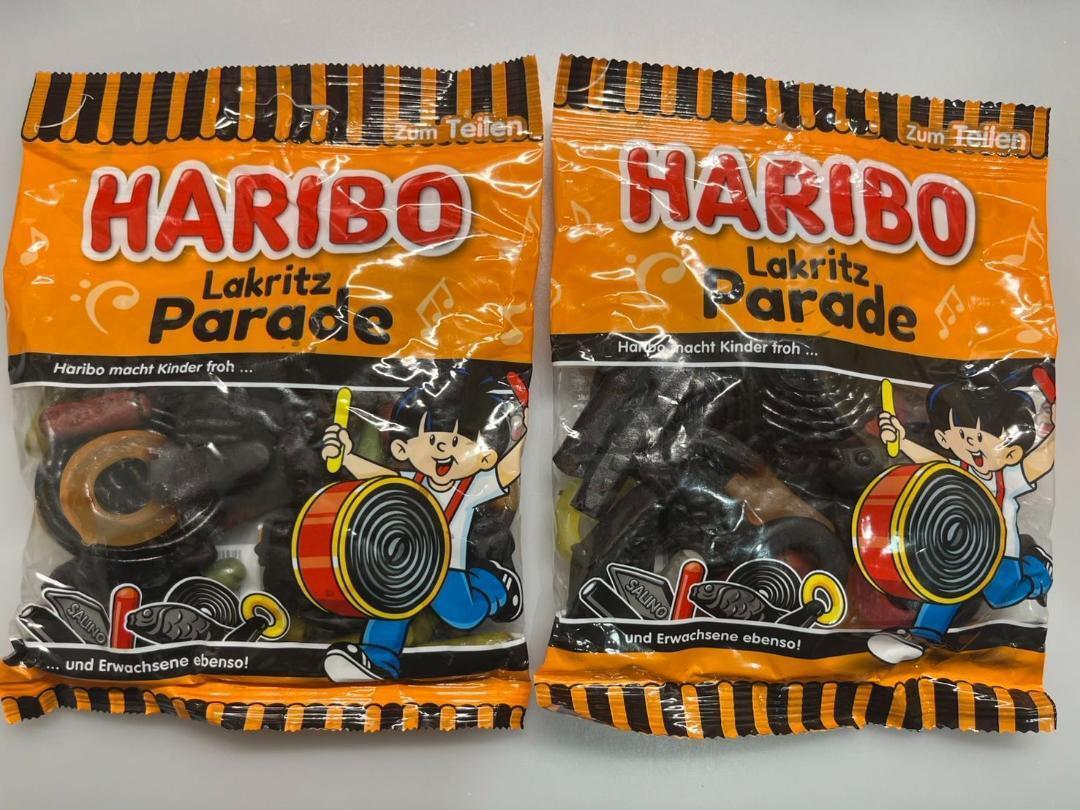 Zum Teilen
HARIBO
Lakritz
Parade
Haribo macht Kinder froh ...
SALINO
... und Erwachsene ebenso!
Zum Teilen
HARIBO
Lakritz
Parade
Haribo macht Kinder froh ...
SALINO
und Erwachsene ebenso!